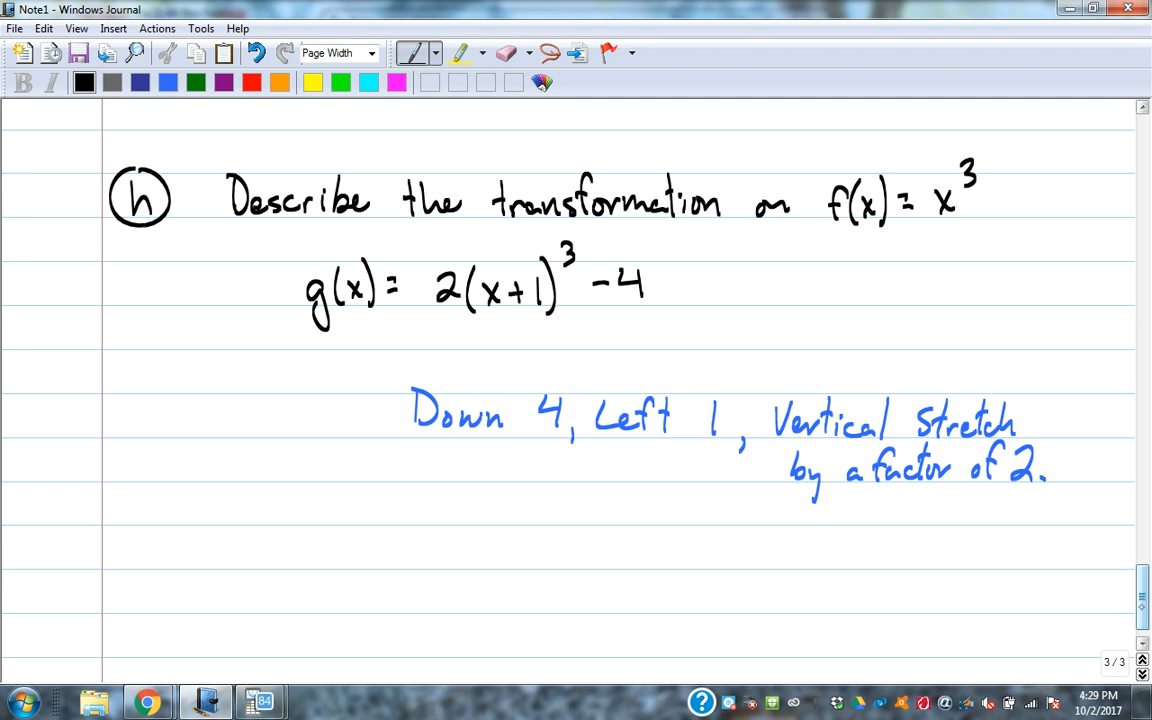 Note1 - Windows Journal
File Edit View Insert Actions Tools Help
Page Width
B I
h Describe the transformation on f(x) = x³
g(x) = 2(x+1)³ - 4
Down 4, Left 1, Vertical Stretch
by a factor of 2.
3 / 3
84
4:29 PM
10/2/2017